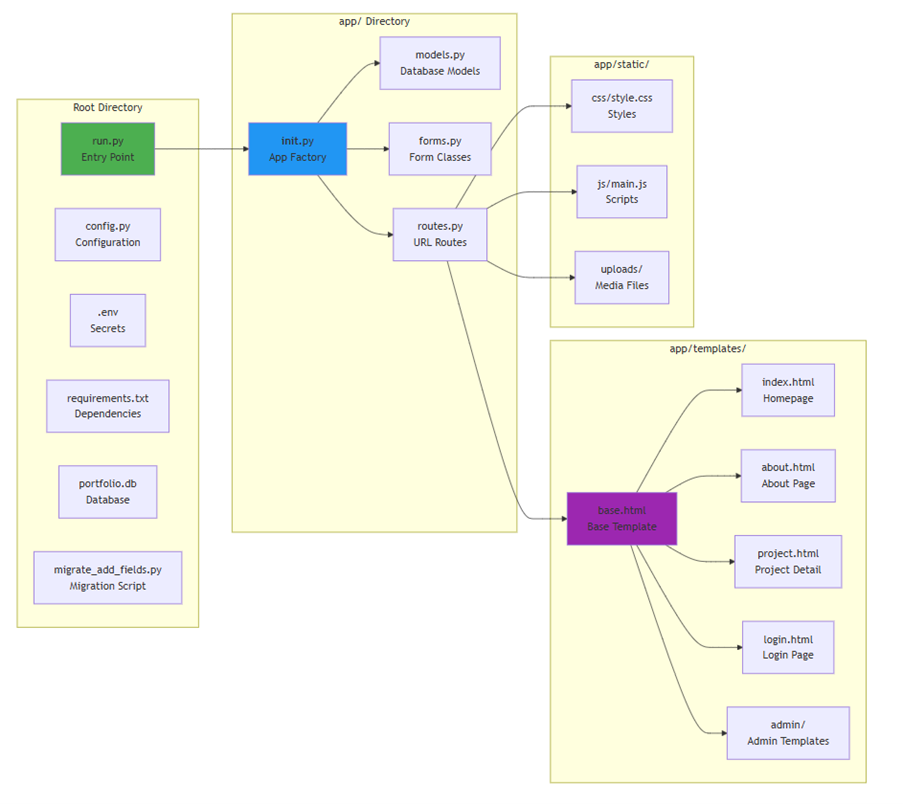 Root Directory
run.py
Entry Point
config.py
Configuration
.env
Secrets
requirements.txt
Dependencies
portfolio.db
Database
migrate_add_fields.py
Migration Script
app/ Directory
init.py
App Factory
models.py
Database Models
forms.py
Form Classes
routes.py
URL Routes
app/static/
css/style.css
Styles
js/main.js
Scripts
uploads/
Media Files
app/templates/
base.html
Base Template
index.html
Homepage
about.html
About Page
project.html
Project Detail
login.html
Login Page
admin/
Admin Templates